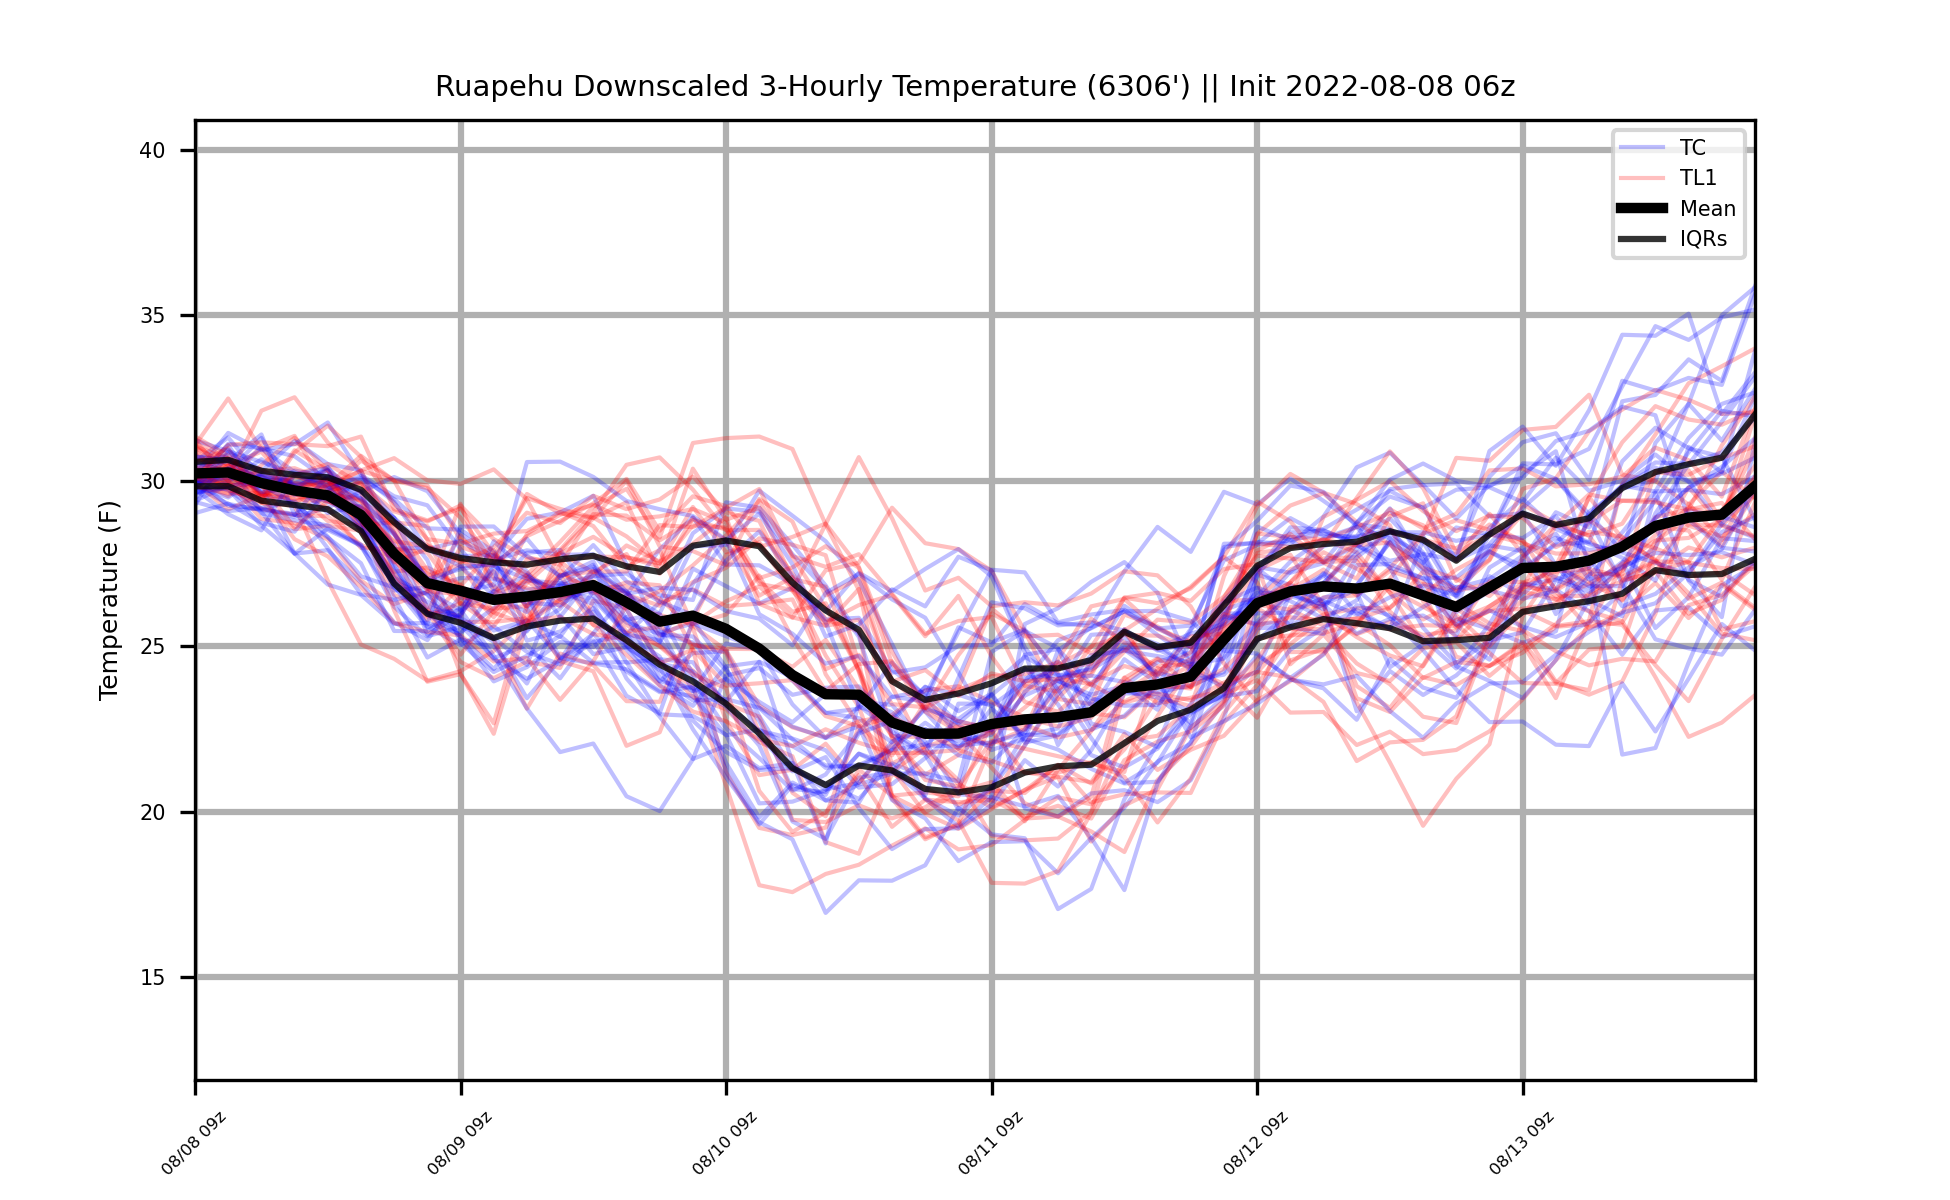 Ruapehu Downscaled 3-Hourly Temperature (6306') || Init 2022-08-08 06z
TC
TL1
Mean
IQRs
Temperature (F)
40
35
30
25
20
15
08/08 09z
08/09 09z
08/10 09z
08/11 09z
08/12 09z
08/13 09z